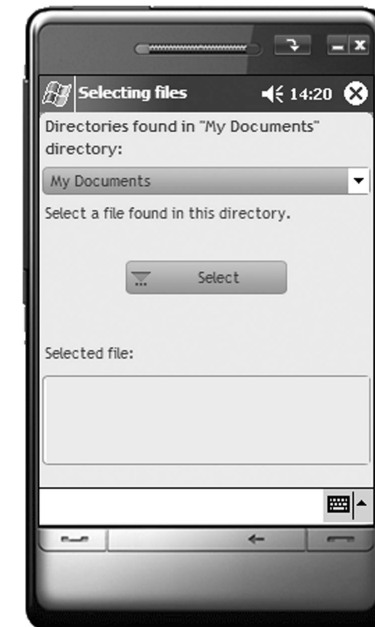 Selecting files
14:20
Directories found in "My Documents"
directory:
My Documents
Select a file found in this directory.
Select
Selected file: